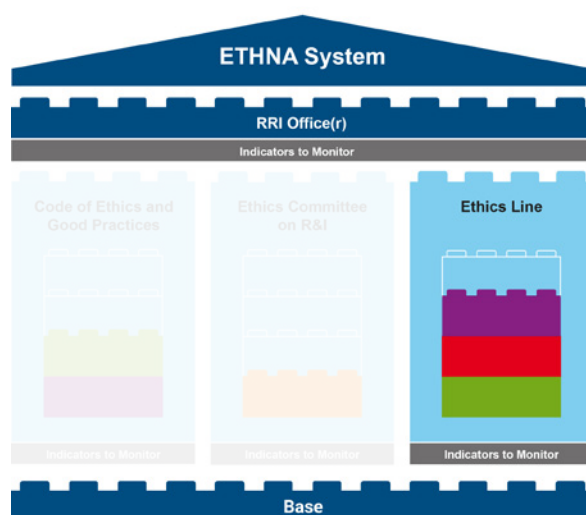 ETHNA System
RRI Office(r)
Indicators to Monitor
Code of Ethics and
Good Practices
Ethics Committee
on R&I
Ethics Line
Indicators to Monitor
Indicators to Monitor
Indicators to Monitor
Base